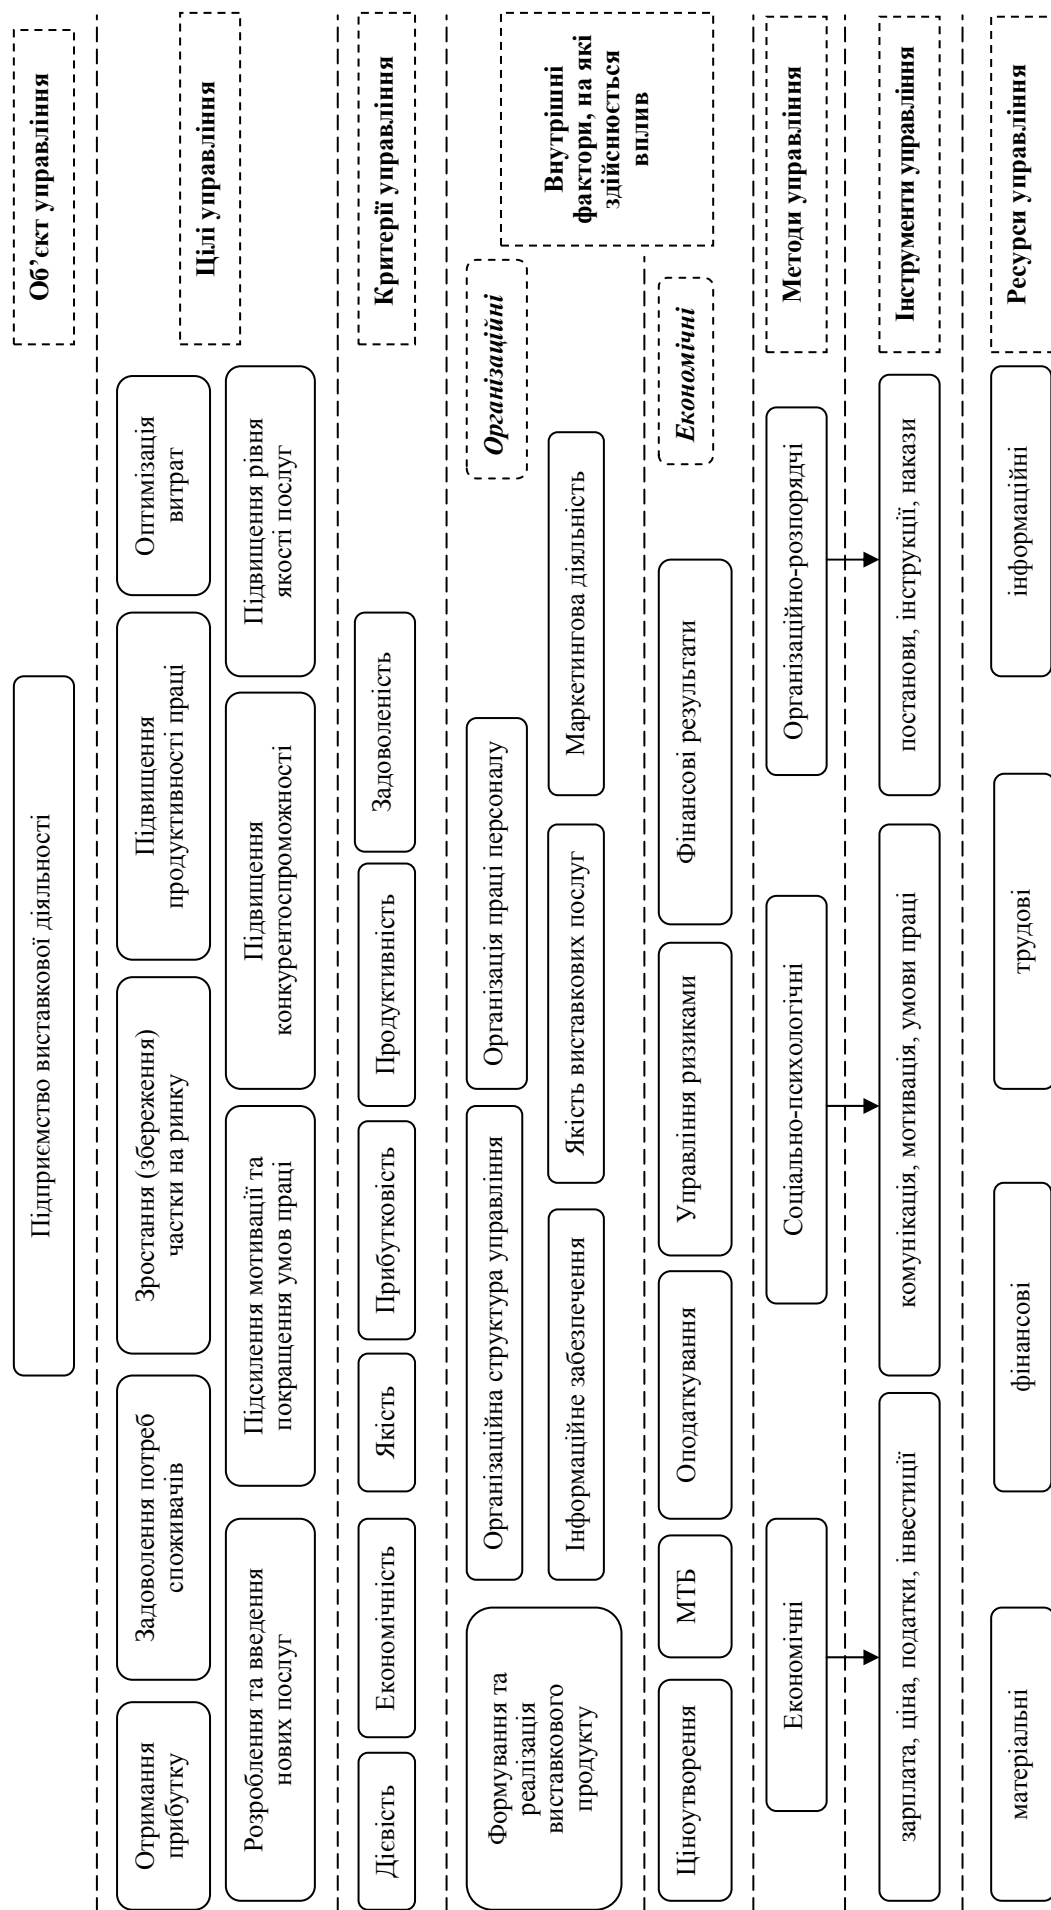 Підприємство виставкової діяльності
Об’єкт управління
Отримання
прибутку
Задоволення потреб
споживачів
Зростання (збереження)
частки на ринку
Підвищення
продуктивності праці
Оптимізація
витрат
Розроблення та введення
нових послуг
Підсилення мотивації та
покращення умов праці
Підвищення
конкурентоспроможності
Підвищення рівня
якості послуг
Цілі управління
Дієвість
Економічність
Якість
Прибутковість
Продуктивність
Задоволеність
Критерії управління
Формування та
реалізація
виставкового
продукту
Організаційна структура управління
Організація праці персоналу
Організаційні
Інформаційне забезпечення
Якість виставкових послуг
Маркетингова діяльність
Внутрішні
фактори, на які
здійснюється
вплив
Ціноутворення
МТБ
Оподаткування
Управління ризиками
Фінансові результати
Економічні
Економічні
Соціально-психологічні
Організаційно-розпорядчі
Методи управління
зарплата, ціна, податки, інвестиції
комунікація, мотивація, умови праці
постанови, інструкції, накази
Інструменти управління
матеріальні
фінансові
трудові
інформаційні
Ресурси управління